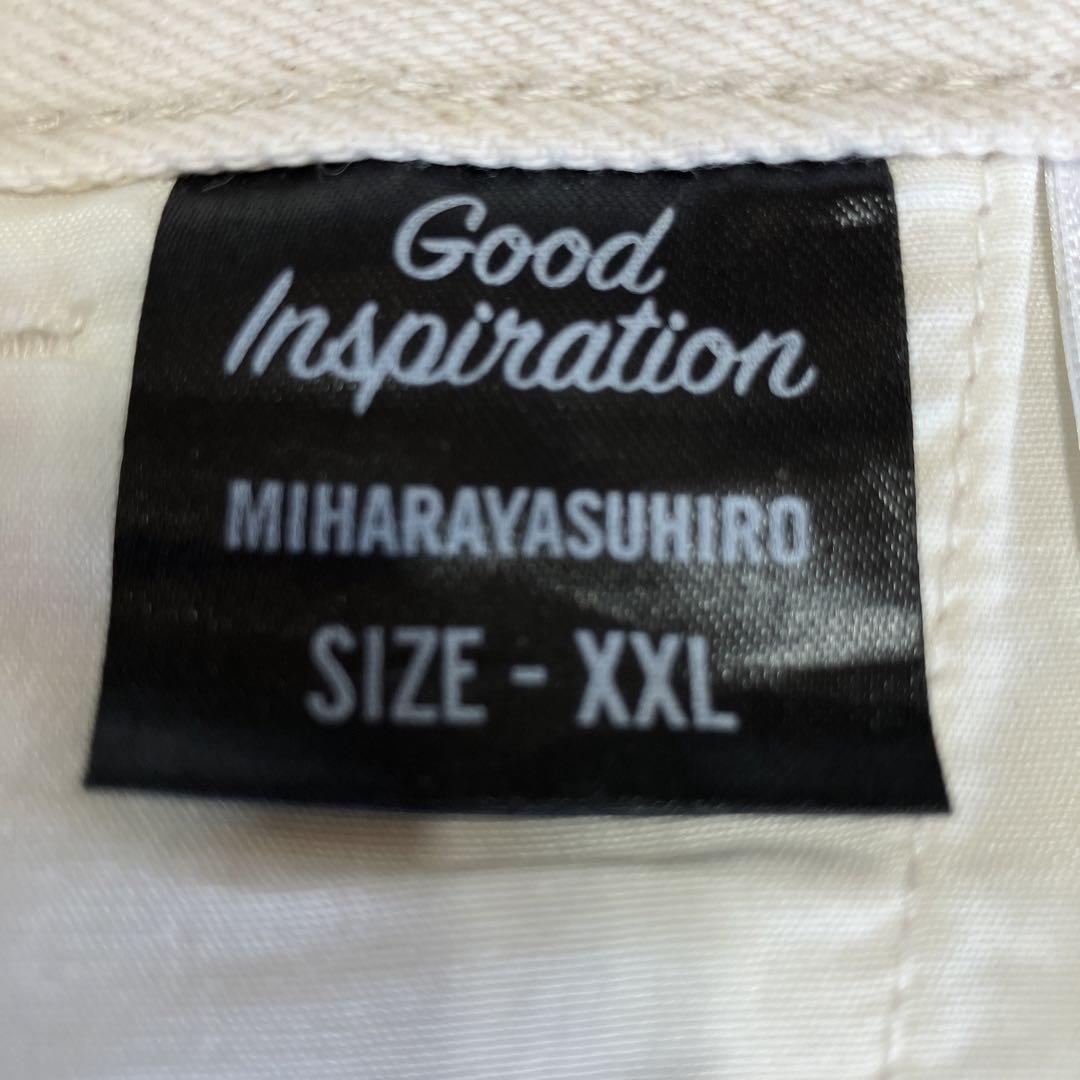 Good
Inspiration
MIHARAYASUHIRO
SIZE - XXL